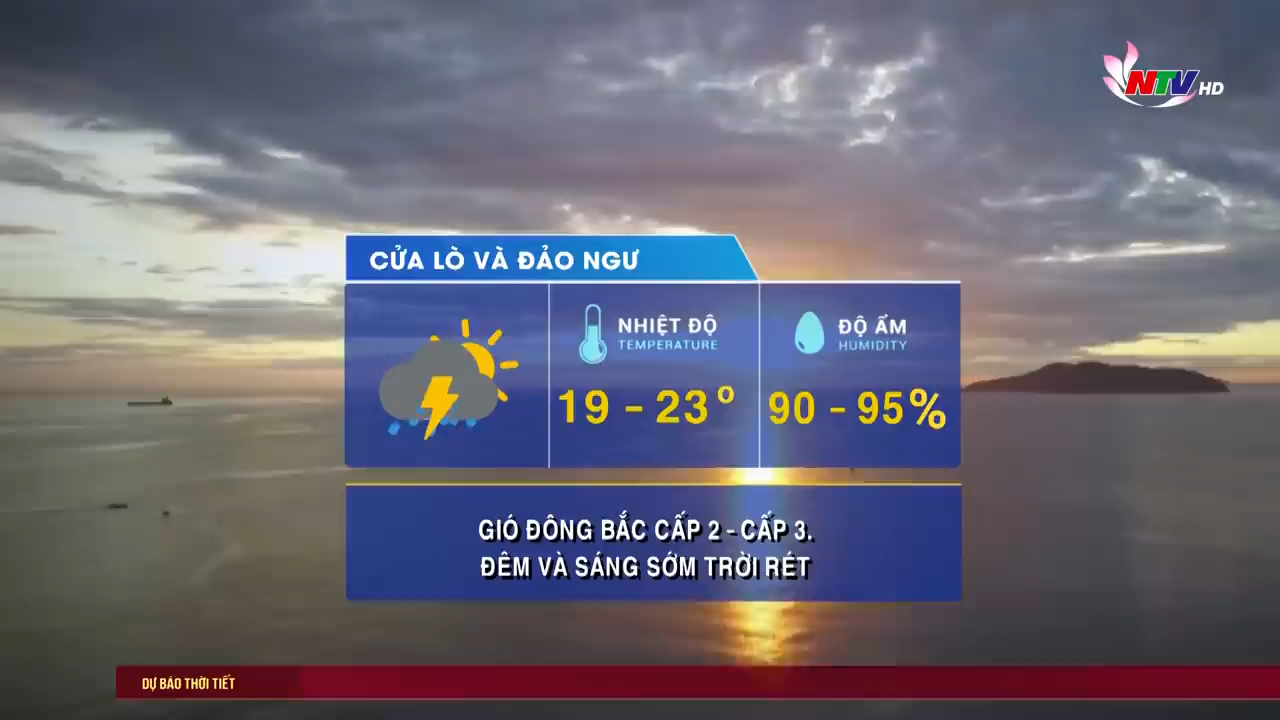 NTV HD
CỬA LÒ VÀ ĐẢO NGƯ
NHIỆT ĐỘ
TEMPERATURE
19 - 23°
ĐỘ ẨM
HUMIDITY
90 - 95%
GIÓ ĐÔNG BẮC CẤP 2 - CẤP 3.
ĐÊM VÀ SÁNG SỚM TRỜI RÉT
DỰ BÁO THỜI TIẾT